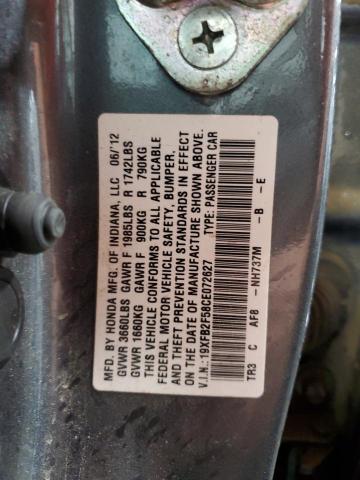 MFD. BY HONDA MFG. OF INDIANA, LLC 06/'12
GVWR 3660LBS GAWR F 1985LBS R 1742LBS
GVWR 1660KG GAWR F 900KG R 790KG
THIS VEHICLE CONFORMS TO ALL APPLICABLE
FEDERAL MOTOR VEHICLE SAFETY, BUMPER,
AND THEFT PREVENTION STANDARDS IN EFFECT
ON THE DATE OF MANUFACTURE SHOWN ABOVE.
V.I.N.: 19XFB2F58CE072627 TYPE: PASSENGER CAR
TR3 C AF8 -NH737M -B -E